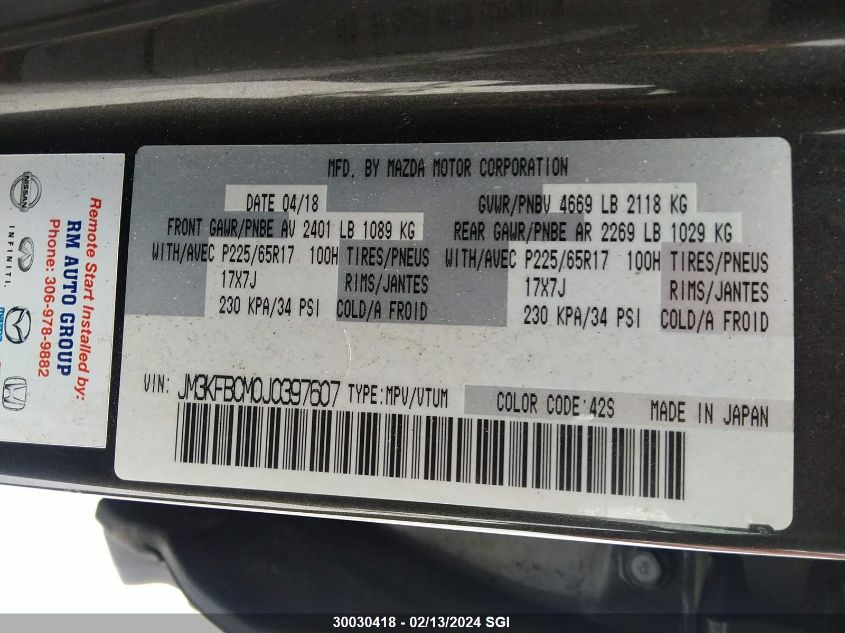 MFD. BY MAZDA MOTOR CORPORATION
DATE 04/18 GVWR/PNBV 4669 LB 2118 KG
FRONT GAWR/PNBE AV 2401 LB 1089 KG REAR GAWR/PNBE AR 2269 LB 1029 KG
WITH/AVEC P225/65R17 100H TIRES/PNEUS WITH/AVEC P225/65R17 100H TIRES/PNEUS
17X7J RIMS/JANTES 17X7J RIMS/JANTES
230 KPA/34 PSI COLD/A FROID 230 KPA/34 PSI COLD/A FROID
VIN: JM3KFBCM0J0397607 TYPE:MPV/VTUM COLOR CODE:42S MADE IN JAPAN
Remote Start Installed by:
RM AUTO GROUP
Phone: 306-978-9882
NISSAN
INFINITI.
30030418 - 02/13/2024 SGI